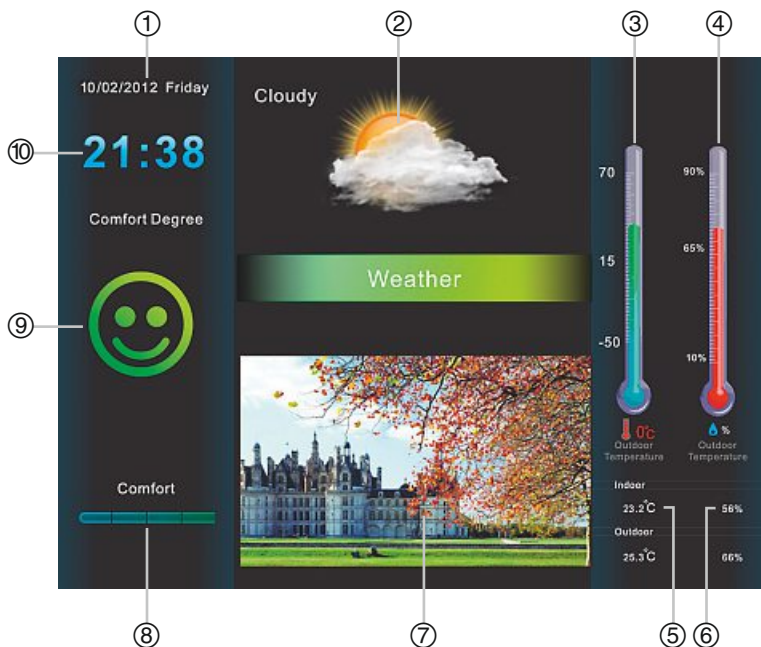 ① ② ③ ④
10/02/2012 Friday
⑩ 21:38
Comfort Degree
⑨
Comfort
⑧
Cloudy
Weather
⑦
70
15
-50
0°C
Outdoor
Temperature
90%
65%
10%
%
Outdoor
Temperature
Indoor
23.2°C 56%
Outdoor
25.3°C 66%
⑤ ⑥